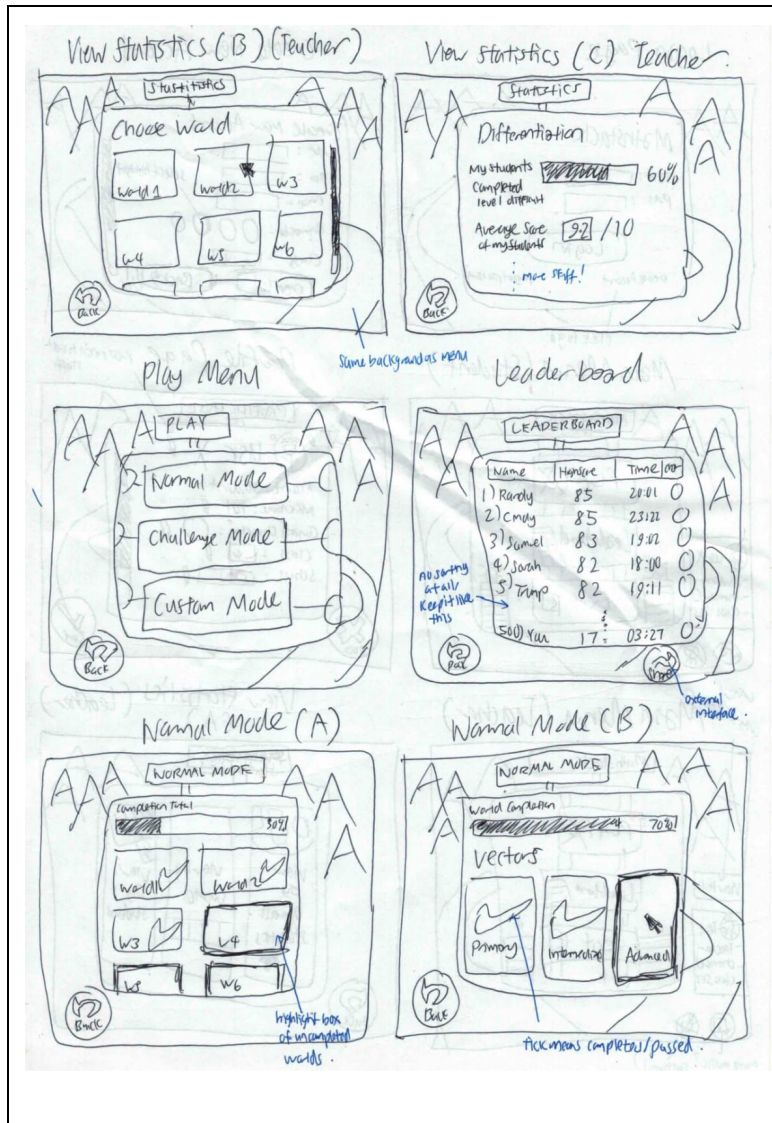 View Statistics (B) (Teacher)
Statistitics
Choose World
World 1
World 2
W3
W4
W5
W6
Back
same background as menu
View Statistics (C) Teacher
Statistics
Differentiation
My students
Completed
level different
60%
Average Score
of my students
9.2 /10
more stuff!
Back
Play Menu
PLAY
Normal Mode
Challenge Mode
Custom Mode
Back
Leaderboard
LEADERBOARD
Name Time
1) Randy 85 20:01
2) Cindy 85 23:22
3) Samuel 83 19:02
4) Sarah 82 18:00
5) Trump 82 19:11
500) Yan 17 03:27
no sorting
at all
keep it like
this
Back
Share
external
interface.
Normal Mode (A)
NORMAL MODE
Completion Total
30%
World 1
World 2
W3
W4
W5
W6
Back
highlight box
of uncompleted
worlds.
Normal Mode (B)
NORMAL MODE
World Completion
70%
Vectors
Primary
Intermediate
Advanced
Back
tick means completed/passed.